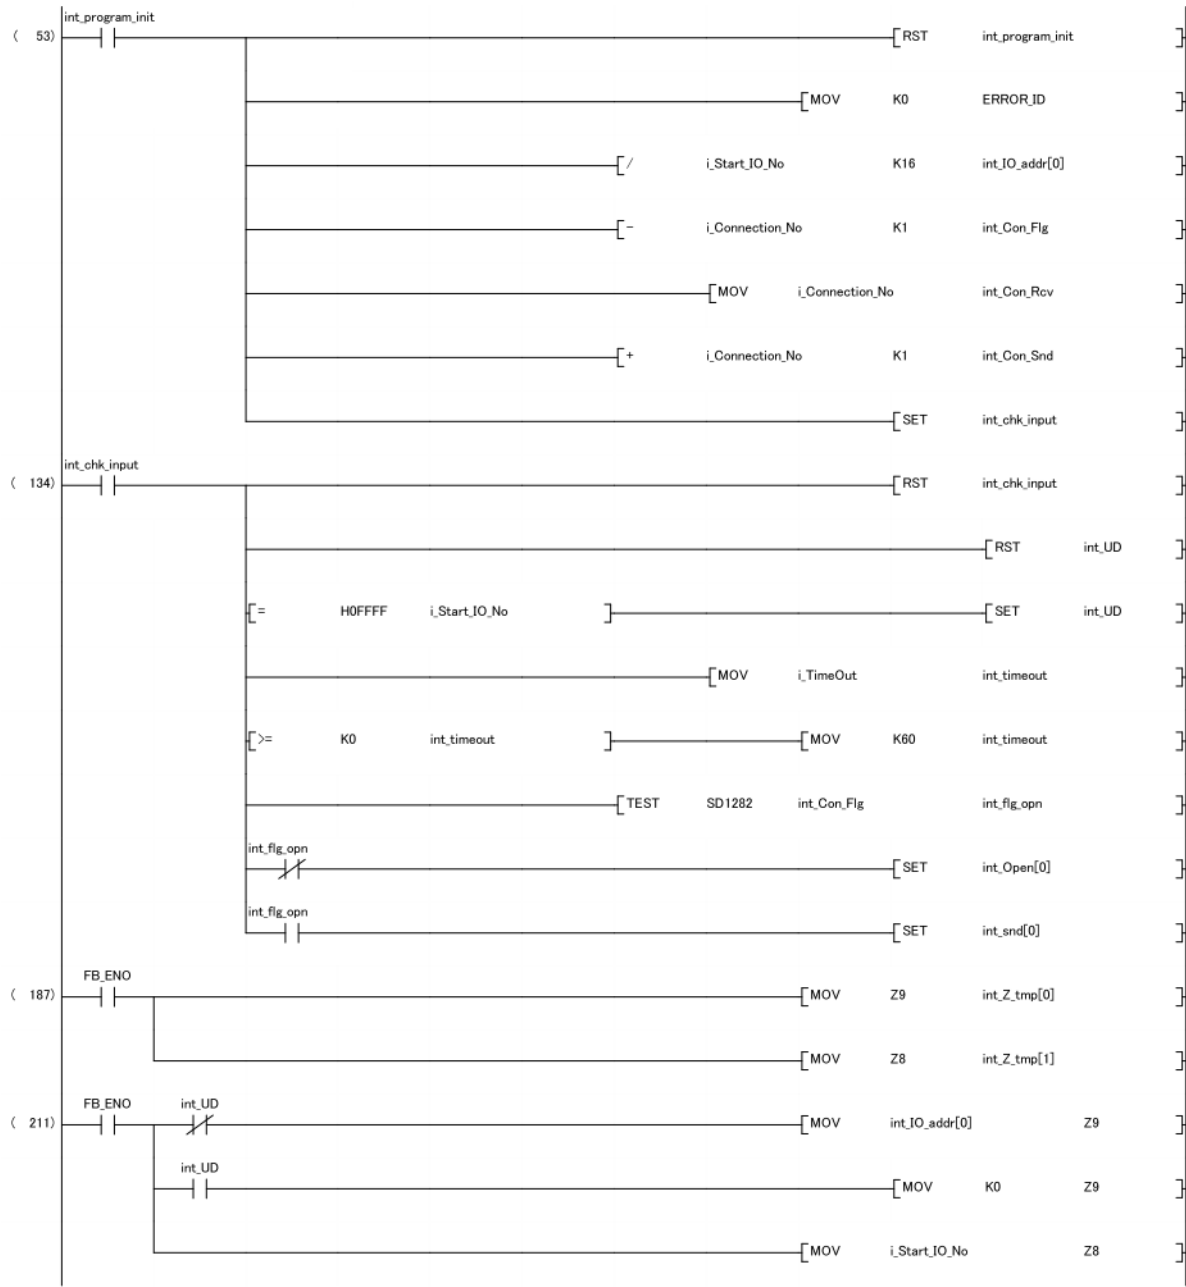 int_program_init
( 53) [RST int_program_init ]
[MOV K0 ERROR_ID ]
[/ i_Start_IO_No K16 int_IO_addr[0] ]
[- i_Connection_No K1 int_Con_Flg ]
[MOV i_Connection_No int_Con_Rcv ]
[+ i_Connection_No K1 int_Con_Snd ]
[SET int_chk_input ]
int_chk_input
( 134) [RST int_chk_input ]
[RST int_UD ]
[= H0FFFF i_Start_IO_No ] [SET int_UD ]
[MOV i_TimeOut int_timeout ]
[>= K0 int_timeout ] [MOV K60 int_timeout ]
[TEST SD1282 int_Con_Flg int_flg_opn ]
int_flg_opn
[SET int_Open[0] ]
int_flg_opn
[SET int_snd[0] ]
FB_ENO
( 187) [MOV Z9 int_Z_tmp[0] ]
[MOV Z8 int_Z_tmp[1] ]
FB_ENO int_UD
( 211) [MOV int_IO_addr[0] Z9 ]
int_UD
[MOV K0 Z9 ]
[MOV i_Start_IO_No Z8 ]